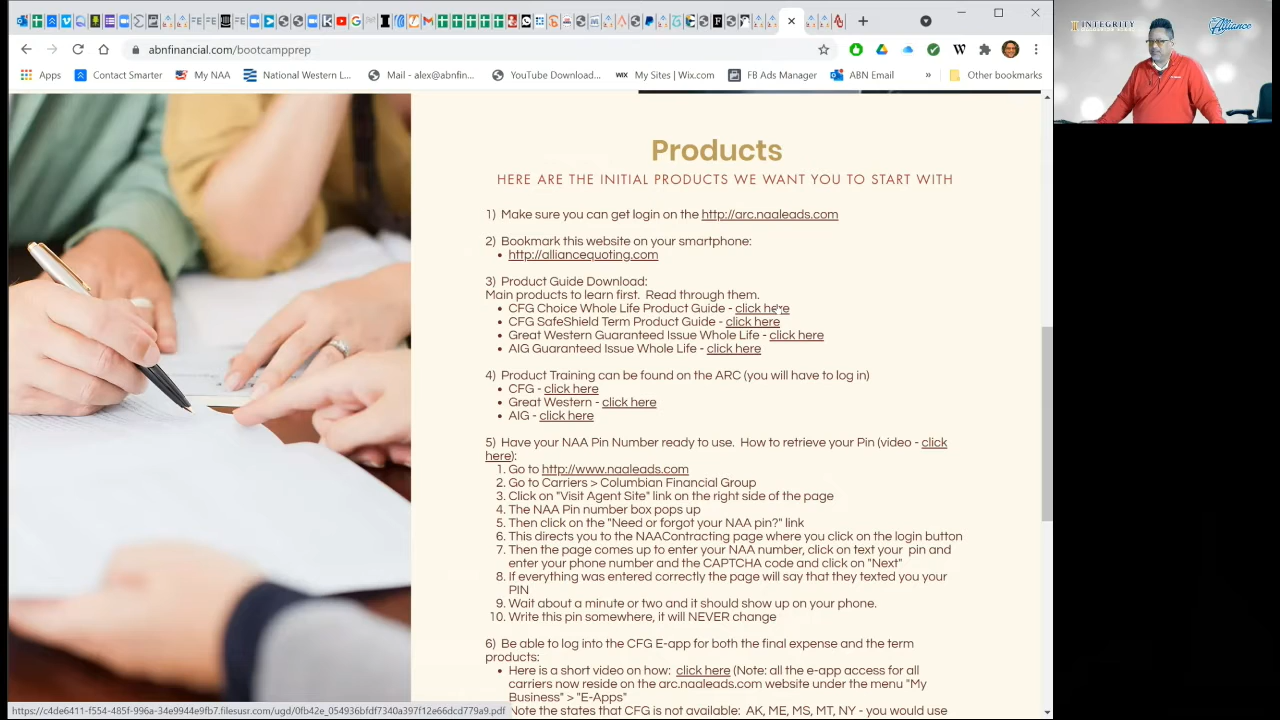 abnfinancial.com/bootcampprep
Apps Contact Smarter My NAA National Western L... Mail - alex@abnfin... YouTube Download... WIX My Sites | Wix.com FB Ads Manager ABN Email » Other bookmarks
INTEGRITY
Alliance
Products
HERE ARE THE INITIAL PRODUCTS WE WANT YOU TO START WITH
1) Make sure you can get login on the http://arc.naaleads.com
2) Bookmark this website on your smartphone:
• http://alliancequoting.com
3) Product Guide Download:
Main products to learn first. Read through them.
• CFG Choice Whole Life Product Guide - click here
• CFG SafeShield Term Product Guide - click here
• Great Western Guaranteed Issue Whole Life - click here
• AIG Guaranteed Issue Whole Life - click here
4) Product Training can be found on the ARC (you will have to log in)
• CFG - click here
• Great Western - click here
• AIG - click here
5) Have your NAA Pin Number ready to use. How to retrieve your Pin (video - click
here):
1. Go to http://www.naaleads.com
2. Go to Carriers > Columbian Financial Group
3. Click on "Visit Agent Site" link on the right side of the page
4. The NAA Pin number box pops up
5. Then click on the "Need or forgot your NAA pin?" link
6. This directs you to the NAAContracting page where you click on the login button
7. Then the page comes up to enter your NAA number, click on text your pin and
enter your phone number and the CAPTCHA code and click on "Next"
8. If everything was entered correctly the page will say that they texted you your
PIN
9. Wait about a minute or two and it should show up on your phone.
10. Write this pin somewhere, it will NEVER change
6) Be able to log into the CFG E-app for both the final expense and the term
products:
• Here is a short video on how: click here (Note: all the e-app access for all
carriers now reside on the arc.naaleads.com website under the menu "My
Business" > "E-Apps"
Note the states that CFG is not available: AK, ME, MS, MT, NY - you would use
https://c4de6411-f554-485f-996a-34e9944e9fb7.filesusr.com/ugd/0fb42e_054936bfdf7340a397f12e66dcd779a9.pdf